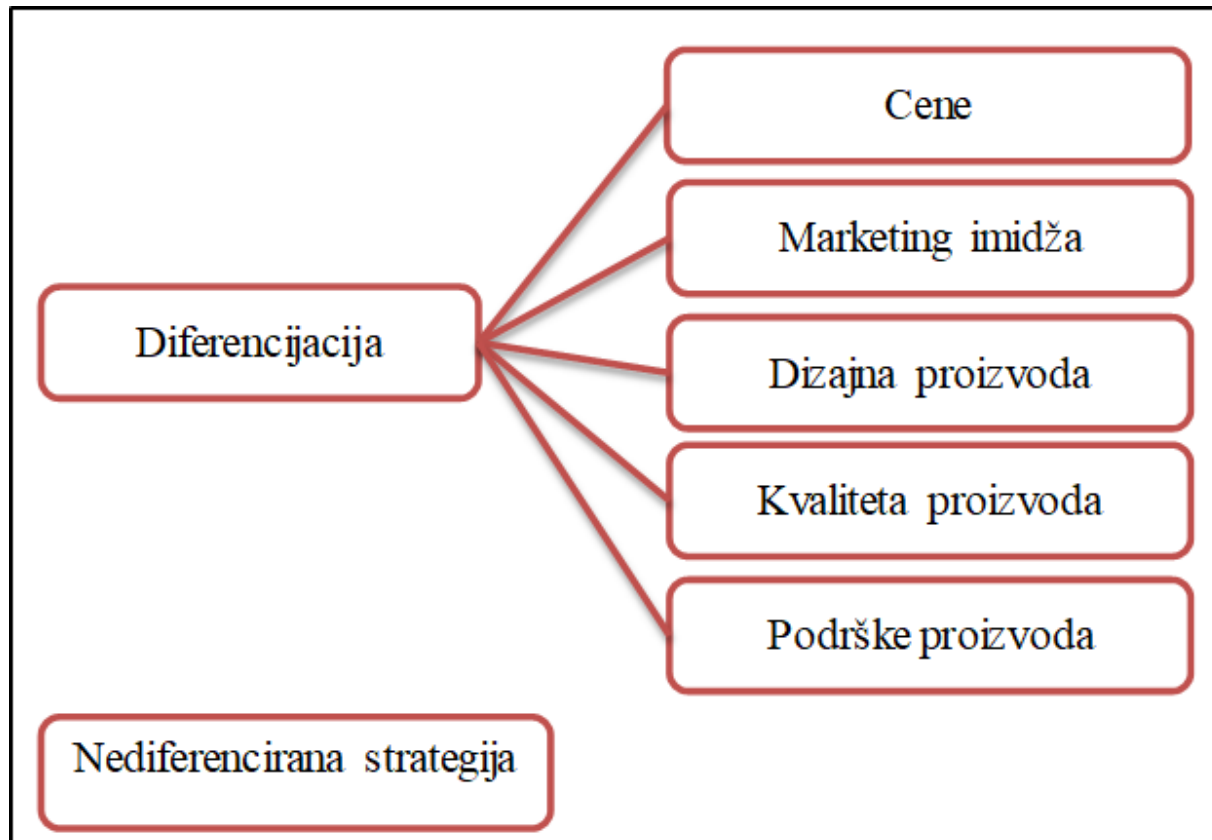 Cene
Marketing imidža
Diferencijacija
Dizajna proizvoda
Kvaliteta proizvoda
Podrške proizvoda
Nediferencirana strategija